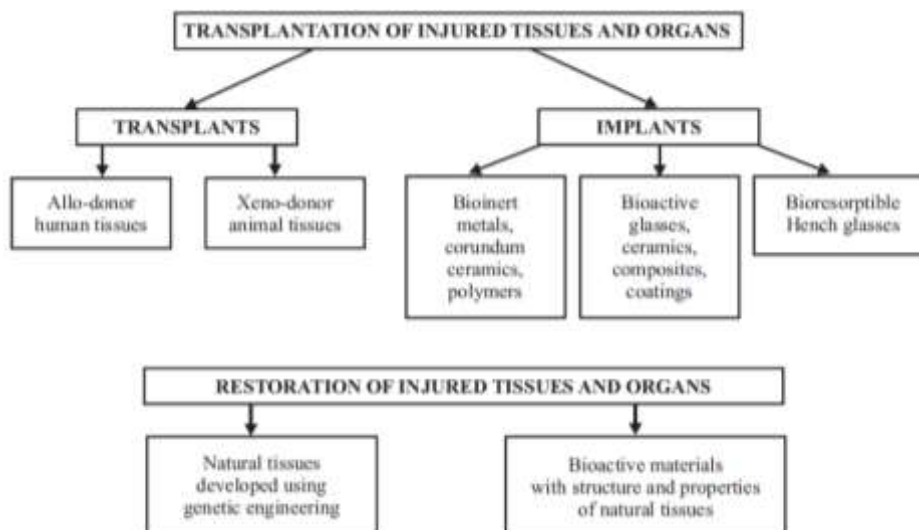 TRANSPLANTATION OF INJURED TISSUES AND ORGANS
TRANSPLANTS
IMPLANTS
Allo-donor
human tissues
Xeno-donor
animal tissues
Bioinert
metals,
corundum
ceramics,
polymers
Bioactive
glasses,
ceramics,
composites,
coatings
Bioresorptible
Hench glasses
RESTORATION OF INJURED TISSUES AND ORGANS
Natural tissues
developed using
genetic engineering
Bioactive materials
with structure and properties
of natural tissues